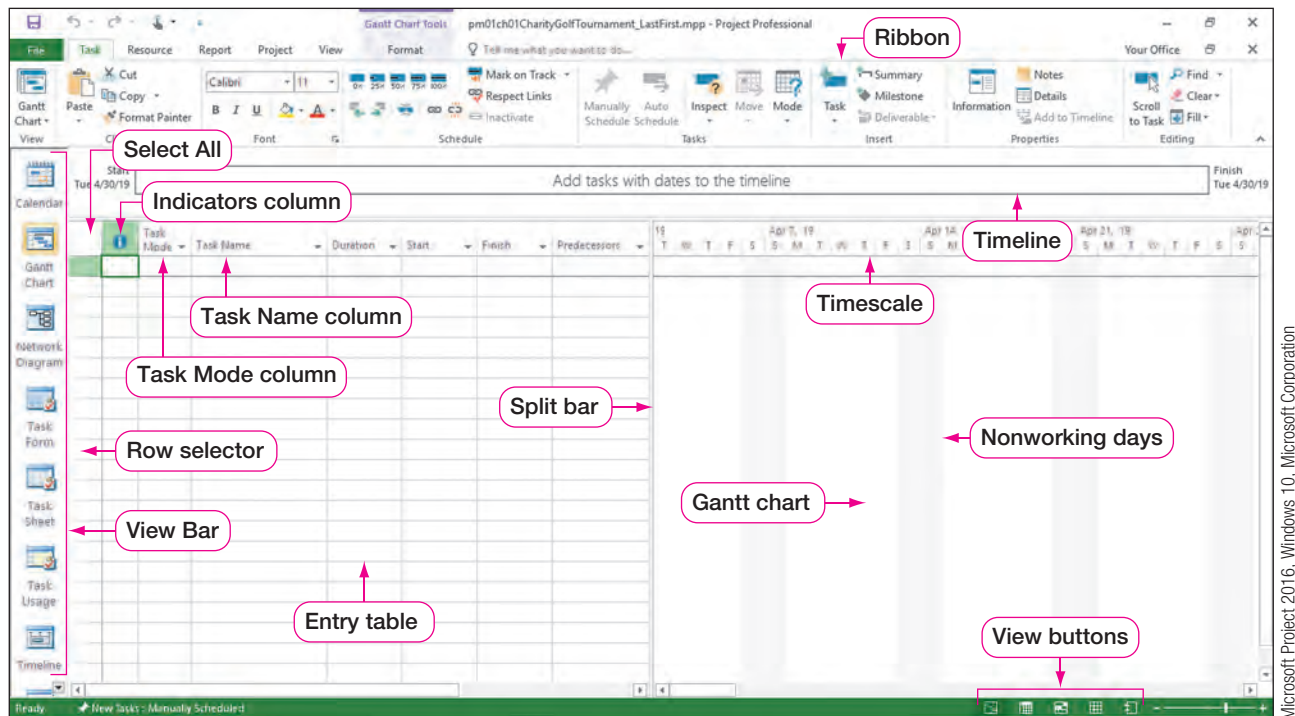 Gantt Chart Tools pm01ch01CharityGolfTournament_LastFirst.mpp - Project Professional
File Task Resource Report Project View Format Tell me what you want to do... Your Office
Ribbon
Cut
Copy
Format Painter
Paste
Gantt Chart
View
Calibri 11
B I U A
Font
0% 25% 50% 75% 100%
Mark on Track
Respect Links
Inactivate
Schedule
Manually Schedule
Auto Schedule
Inspect Move Mode
Tasks
Task
Summary
Milestone
Deliverable
Insert
Information
Notes
Details
Add to Timeline
Properties
Scroll to Task
Find
Clear
Fill
Editing
Select All
Start
Tue 4/30/19
Add tasks with dates to the timeline
Finish
Tue 4/30/19
Indicators column
Timeline
Task Mode Task Name Duration Start Finish Predecessors
19 Apr 7, 19 Apr 14 Apr 21, 19 Apr
T W T F S S M T W T F S S M S M T W T F S S
Timescale
Task Name column
Task Mode column
Split bar
Row selector
Nonworking days
Gantt chart
View Bar
Entry table
View buttons
Calendar
Gantt Chart
Network Diagram
Task Form
Task Sheet
Task Usage
Timeline
Ready New Tasks : Manually Scheduled
Microsoft Project 2016, Windows 10, Microsoft Corporation